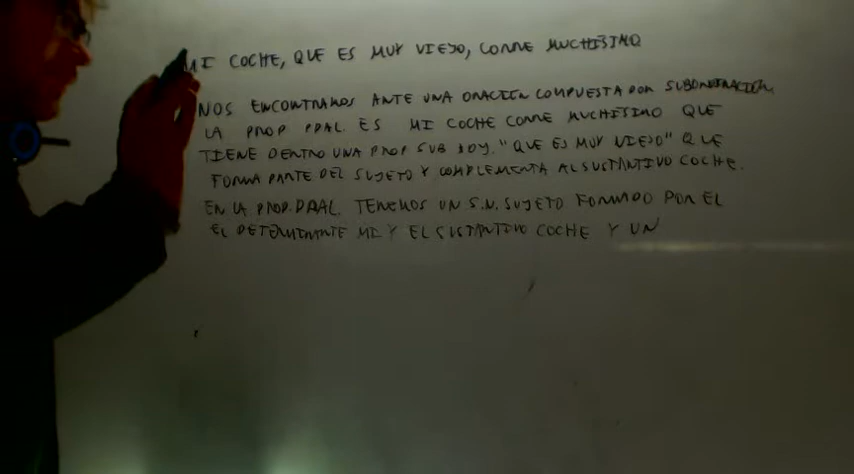 MI COCHE, QUE ES MUY VIEJO, CORRE MUCHISIMO
NOS ENCONTRAMOS ANTE UNA ORACIÓN COMPUESTA POR SUBORDINACIÓN.
LA PROP PPAL. ES MI COCHE CORRE MUCHISIMO QUE
TIENE DENTRO UNA PROP SUB ADJ. "QUE ES MUY VIEJO" QUE
FORMA PARTE DEL SUJETO Y COMPLEMENTA AL SUSTANTIVO COCHE.
EN LA PROP. PPAL. TENEMOS UN S.N. SUJETO FORMADO POR EL
EL DETERMINANTE MI Y EL SUSTANTIVO COCHE Y UN